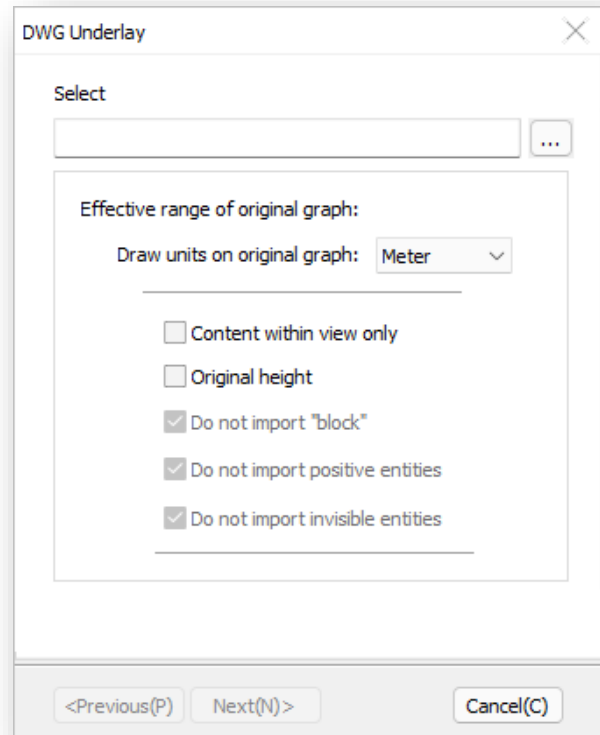 DWG Underlay
Select
...
Effective range of original graph:
Draw units on original graph: Meter
Content within view only
Original height
Do not import "block"
Do not import positive entities
Do not import invisible entities
<Previous(P) Next(N)> Cancel(C)